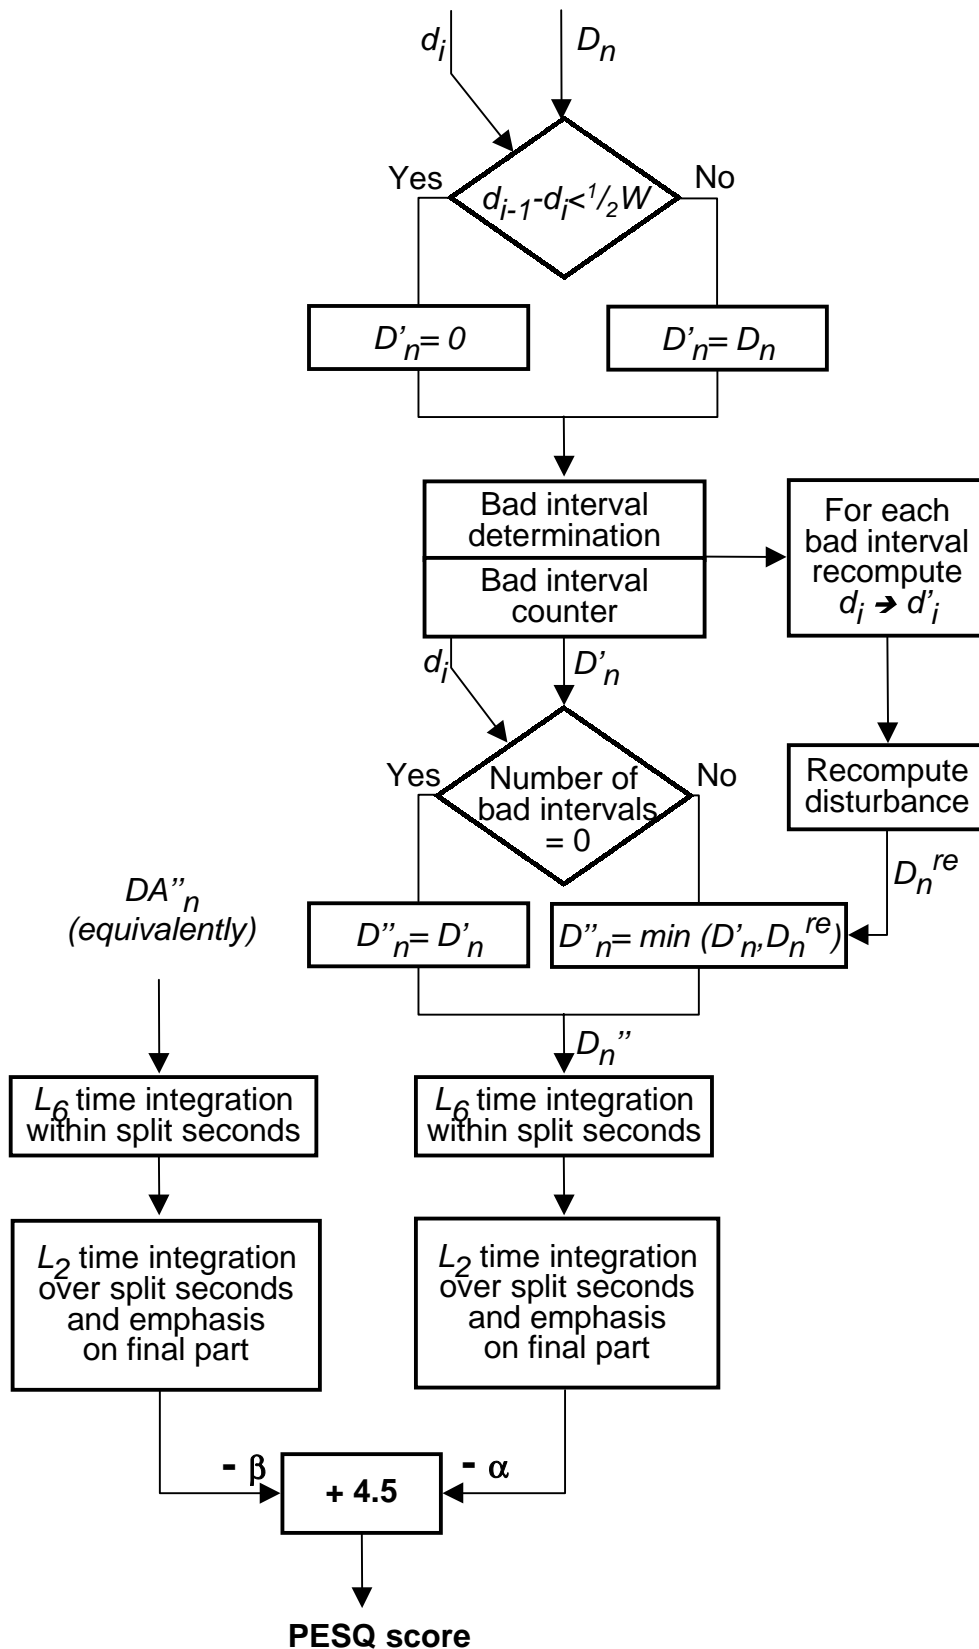 d_i
D_n
Yes
No
d_{i-1}-d_i<1/2W
D'_n= 0
D'_n= D_n
Bad interval
determination
Bad interval
counter
For each
bad interval
recompute
d_i ➔ d'_i
d_i
D'_n
Yes
No
Number of
bad intervals
= 0
Recompute
disturbance
D_n^{re}
DA''_n
(equivalently)
D''_n= D'_n
D''_n= min (D'_n,D_n^{re})
D_n''
L_6 time integration
within split seconds
L_6 time integration
within split seconds
L_2 time integration
over split seconds
and emphasis
on final part
L_2 time integration
over split seconds
and emphasis
on final part
- β
- α
+ 4.5
PESQ score